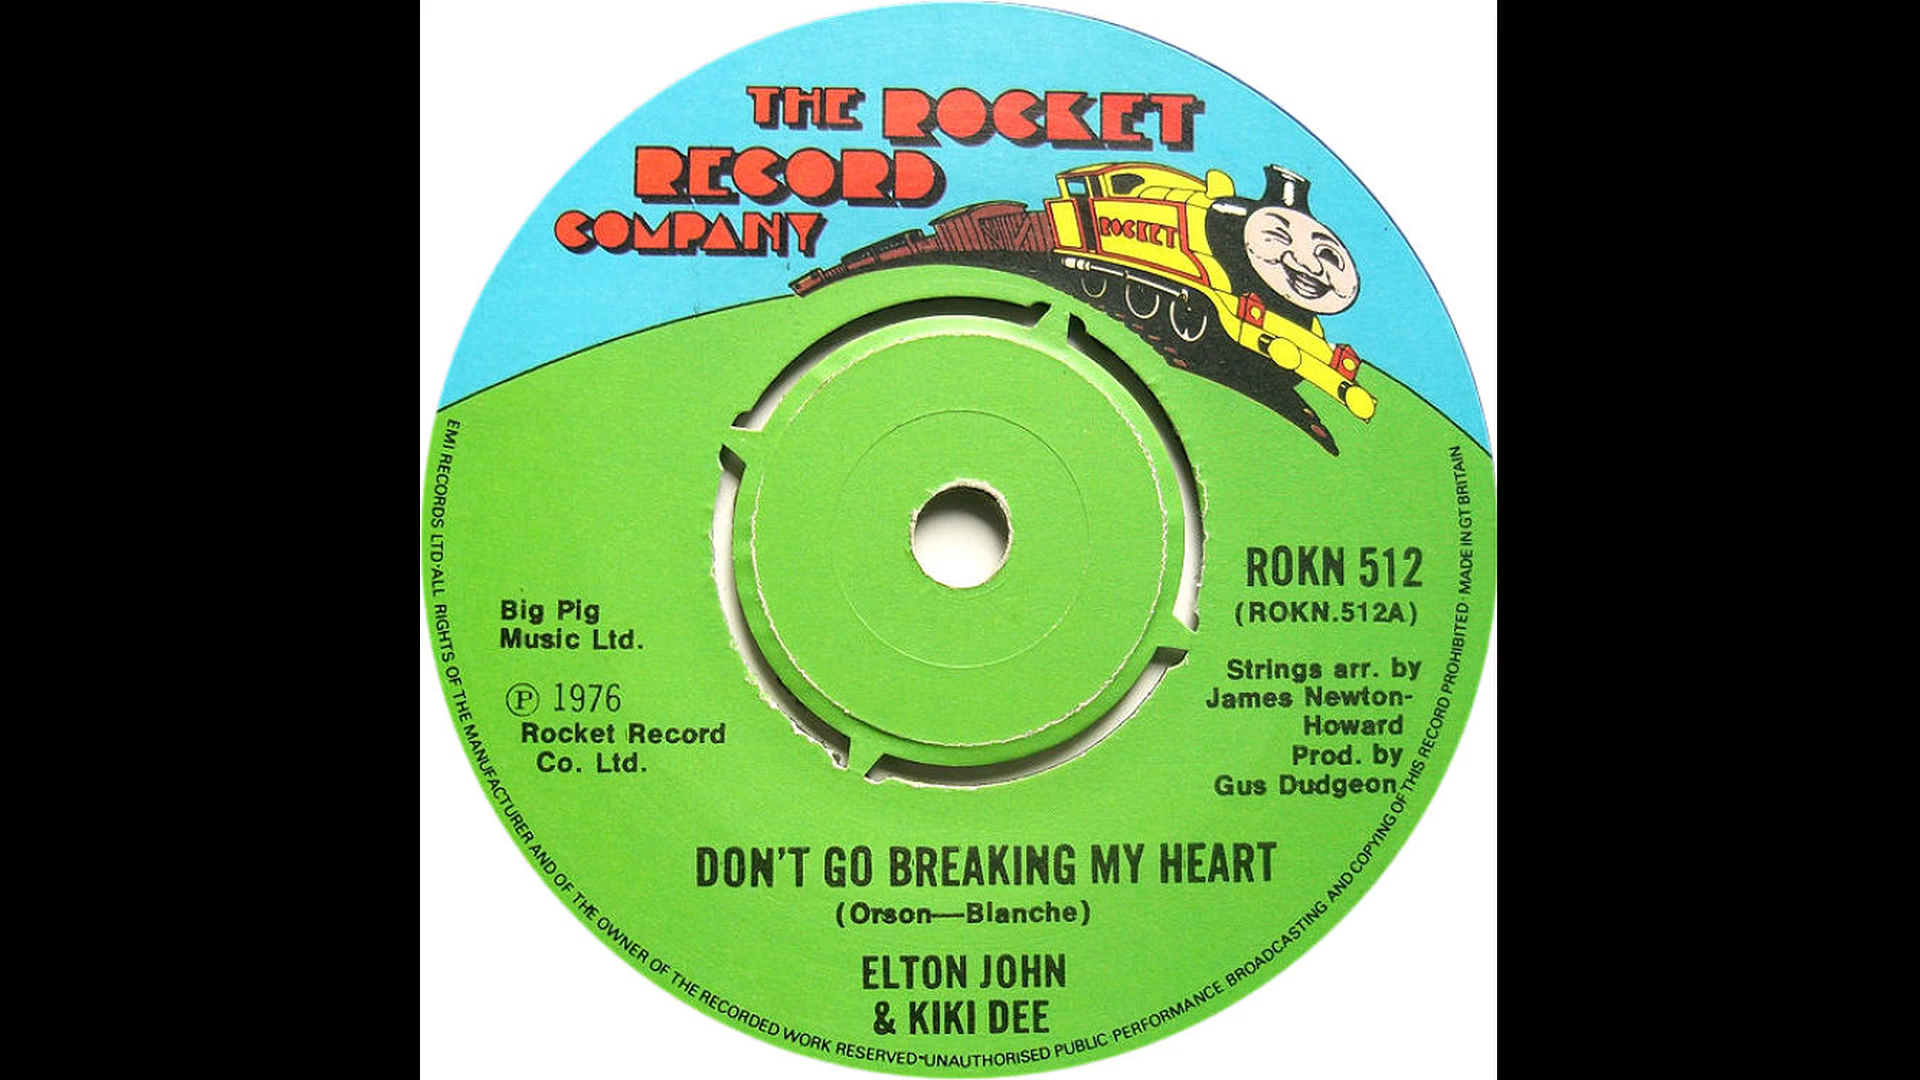 THE ROCKET
RECORD
COMPANY
ROCKET
ROKN 512
(ROKN.512A)
Big Pig
Music Ltd.
Ⓟ 1976
Rocket Record
Co. Ltd.
Strings arr. by
James Newton-
Howard
Prod. by
Gus Dudgeon
DON'T GO BREAKING MY HEART
(Orson—Blanche)
ELTON JOHN
& KIKI DEE
EMI RECORDS LTD·ALL RIGHTS OF THE MANUFACTURER AND OF THE OWNER OF THE RECORDED WORK RESERVED·UNAUTHORISED PUBLIC PERFORMANCE BROADCASTING AND COPYING OF THIS RECORD PROHIBITED·MADE IN GT BRITAIN